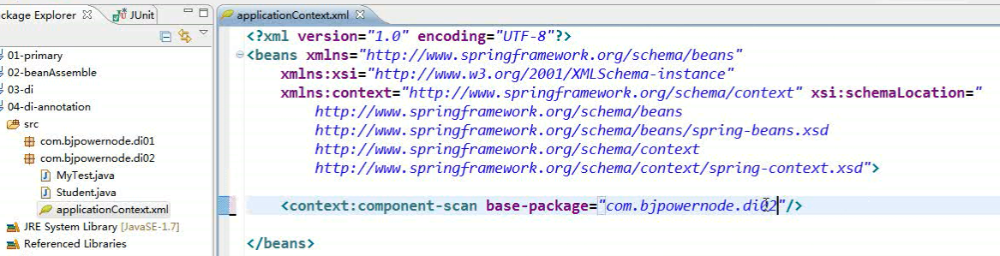 ckage Explorer
JUnit
01-primary
02-beanAssemble
03-di
04-di-annotation
src
com.bjpowernode.di01
com.bjpowernode.di02
MyTest.java
Student.java
applicationContext.xml
JRE System Library [JavaSE-1.7]
Referenced Libraries
applicationContext.xml
<?xml version="1.0" encoding="UTF-8"?>
<beans xmlns="http://www.springframework.org/schema/beans"
xmlns:xsi="http://www.w3.org/2001/XMLSchema-instance"
xmlns:context="http://www.springframework.org/schema/context" xsi:schemaLocation="
http://www.springframework.org/schema/beans
http://www.springframework.org/schema/beans/spring-beans.xsd
http://www.springframework.org/schema/context
http://www.springframework.org/schema/context/spring-context.xsd">
<context:component-scan base-package="com.bjpowernode.di02"/>
</beans>